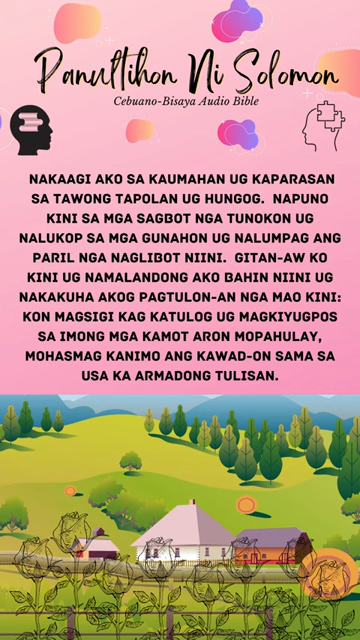 Panultihon Ni Solomon
Cebuano-Bisaya Audio Bible
NAKAAGI AKO SA KAUMAHAN UG KAPARASAN
SA TAWONG TAPOLAN UG HUNGOG. NAPUNO
KINI SA MGA SAGBOT NGA TUNOKON UG
NALUKOP SA MGA GUNAHON UG NALUMPAG ANG
PARIL NGA NAGLIBOT NIINI. GITAN-AW KO
KINI UG NAMALANDONG AKO BAHIN NIINI UG
NAKAKUHA AKOG PAGTULON-AN NGA MAO KINI:
KON MAGSIGI KAG KATULOG UG MAGKIYUGPOS
SA IMONG MGA KAMOT ARON MOPAHULAY,
MOHASMAG KANIMO ANG KAWAD-ON SAMA SA
USA KA ARMADONG TULISAN.